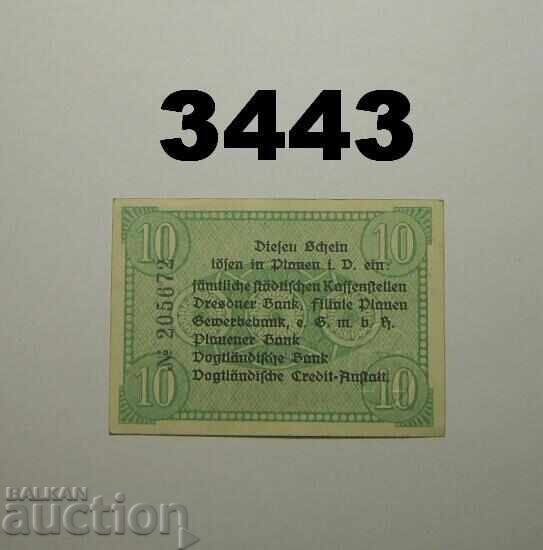 3443
10
10
Diesen Schein
lösen in Plauen i. V. ein:
sämtliche städtischen Kassenstellen
Dresdner Bank, Filiale Plauen
Gewerbebank, e. G. m. b. H.
Plauener Bank
Vogtländische Bank
Vogtländische Credit-Anstalt.
№ 205672
10
10
BALKAN
auction